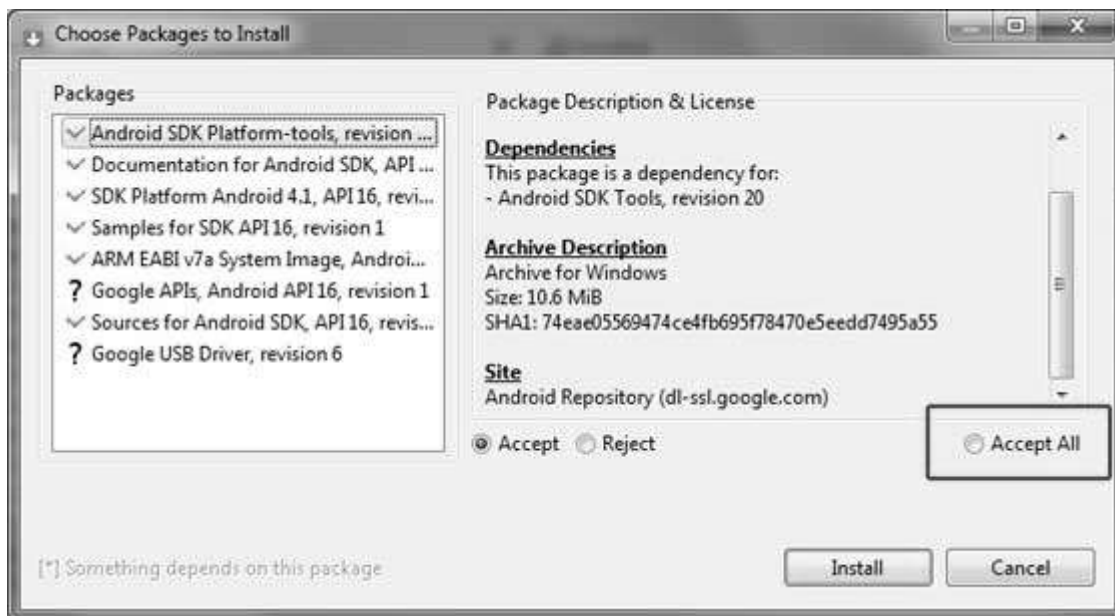 Choose Packages to Install
Packages
Android SDK Platform-tools, revision ...
Documentation for Android SDK, API ...
SDK Platform Android 4.1, API 16, revi...
Samples for SDK API 16, revision 1
ARM EABI v7a System Image, Androi...
? Google APIs, Android API 16, revision 1
Sources for Android SDK, API 16, revis...
? Google USB Driver, revision 6
Package Description & License
Dependencies
This package is a dependency for:
- Android SDK Tools, revision 20
Archive Description
Archive for Windows
Size: 10.6 MiB
SHA1: 74eae05569474ce4fb695f78470e5eedd7495a55
Site
Android Repository (dl-ssl.google.com)
Accept Reject Accept All
[*] Something depends on this package
Install Cancel